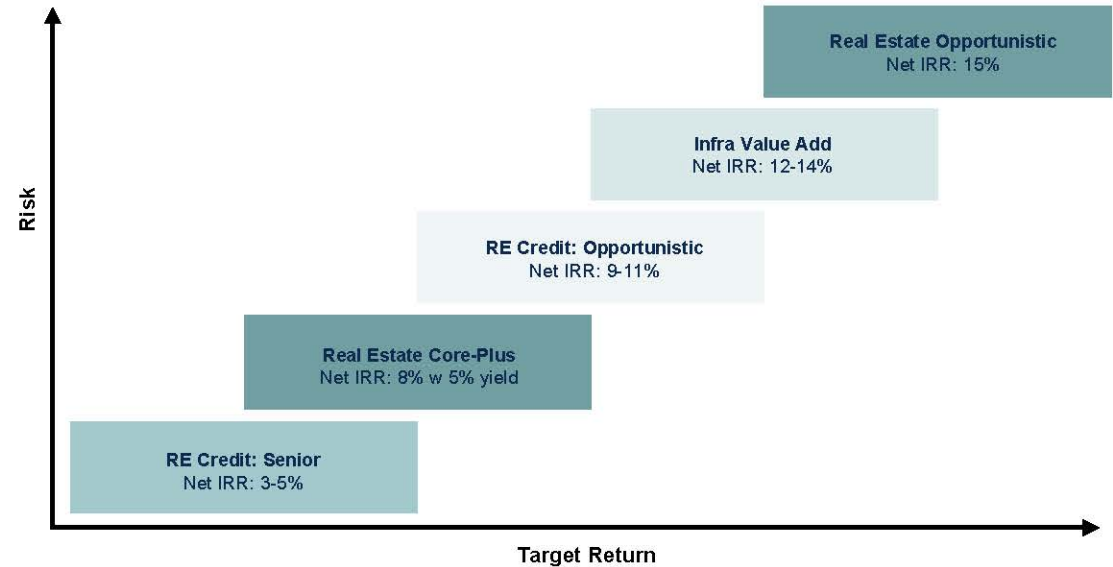 Real Estate Opportunistic
Net IRR: 15%
Infra Value Add
Net IRR: 12-14%
RE Credit: Opportunistic
Net IRR: 9-11%
Real Estate Core-Plus
Net IRR: 8% w 5% yield
RE Credit: Senior
Net IRR: 3-5%
Risk
Target Return